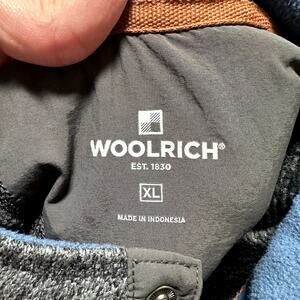 WOOLRICH®
EST. 1830
XL
MADE IN INDONESIA